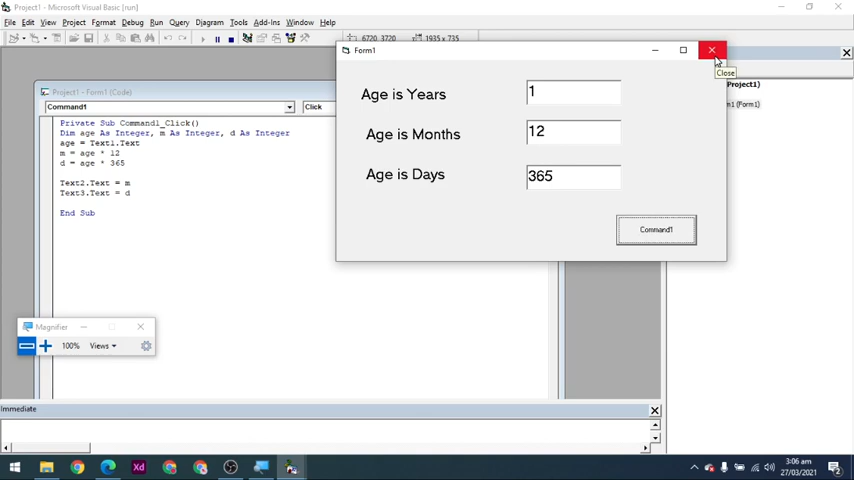 Project1 - Microsoft Visual Basic [run]
File Edit View Project Format Debug Run Query Diagram Tools Add-Ins Window Help
6720, 3720 1935 x 735
Form1
Close
Project1)
m1 (Form1)
Project1 - Form1 (Code)
Command1 Click
Private Sub Command1_Click()
Dim age As Integer, m As Integer, d As Integer
age = Text1.Text
m = age * 12
d = age * 365
Text2.Text = m
Text3.Text = d
End Sub
Age is Years 1
Age is Months 12
Age is Days 365
Command1
Magnifier
100% Views
Immediate
Xd
3:06 am
27/03/2021
2